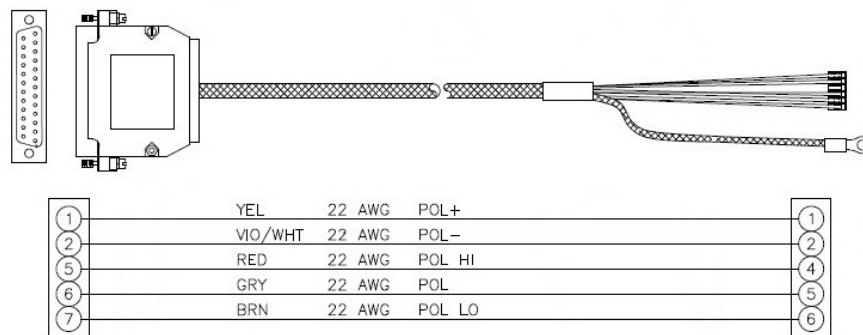 1 YEL 22 AWG POL+ 1
2 VIO/WHT 22 AWG POL- 2
5 RED 22 AWG POL HI 4
6 GRY 22 AWG POL 5
7 BRN 22 AWG POL LO 6